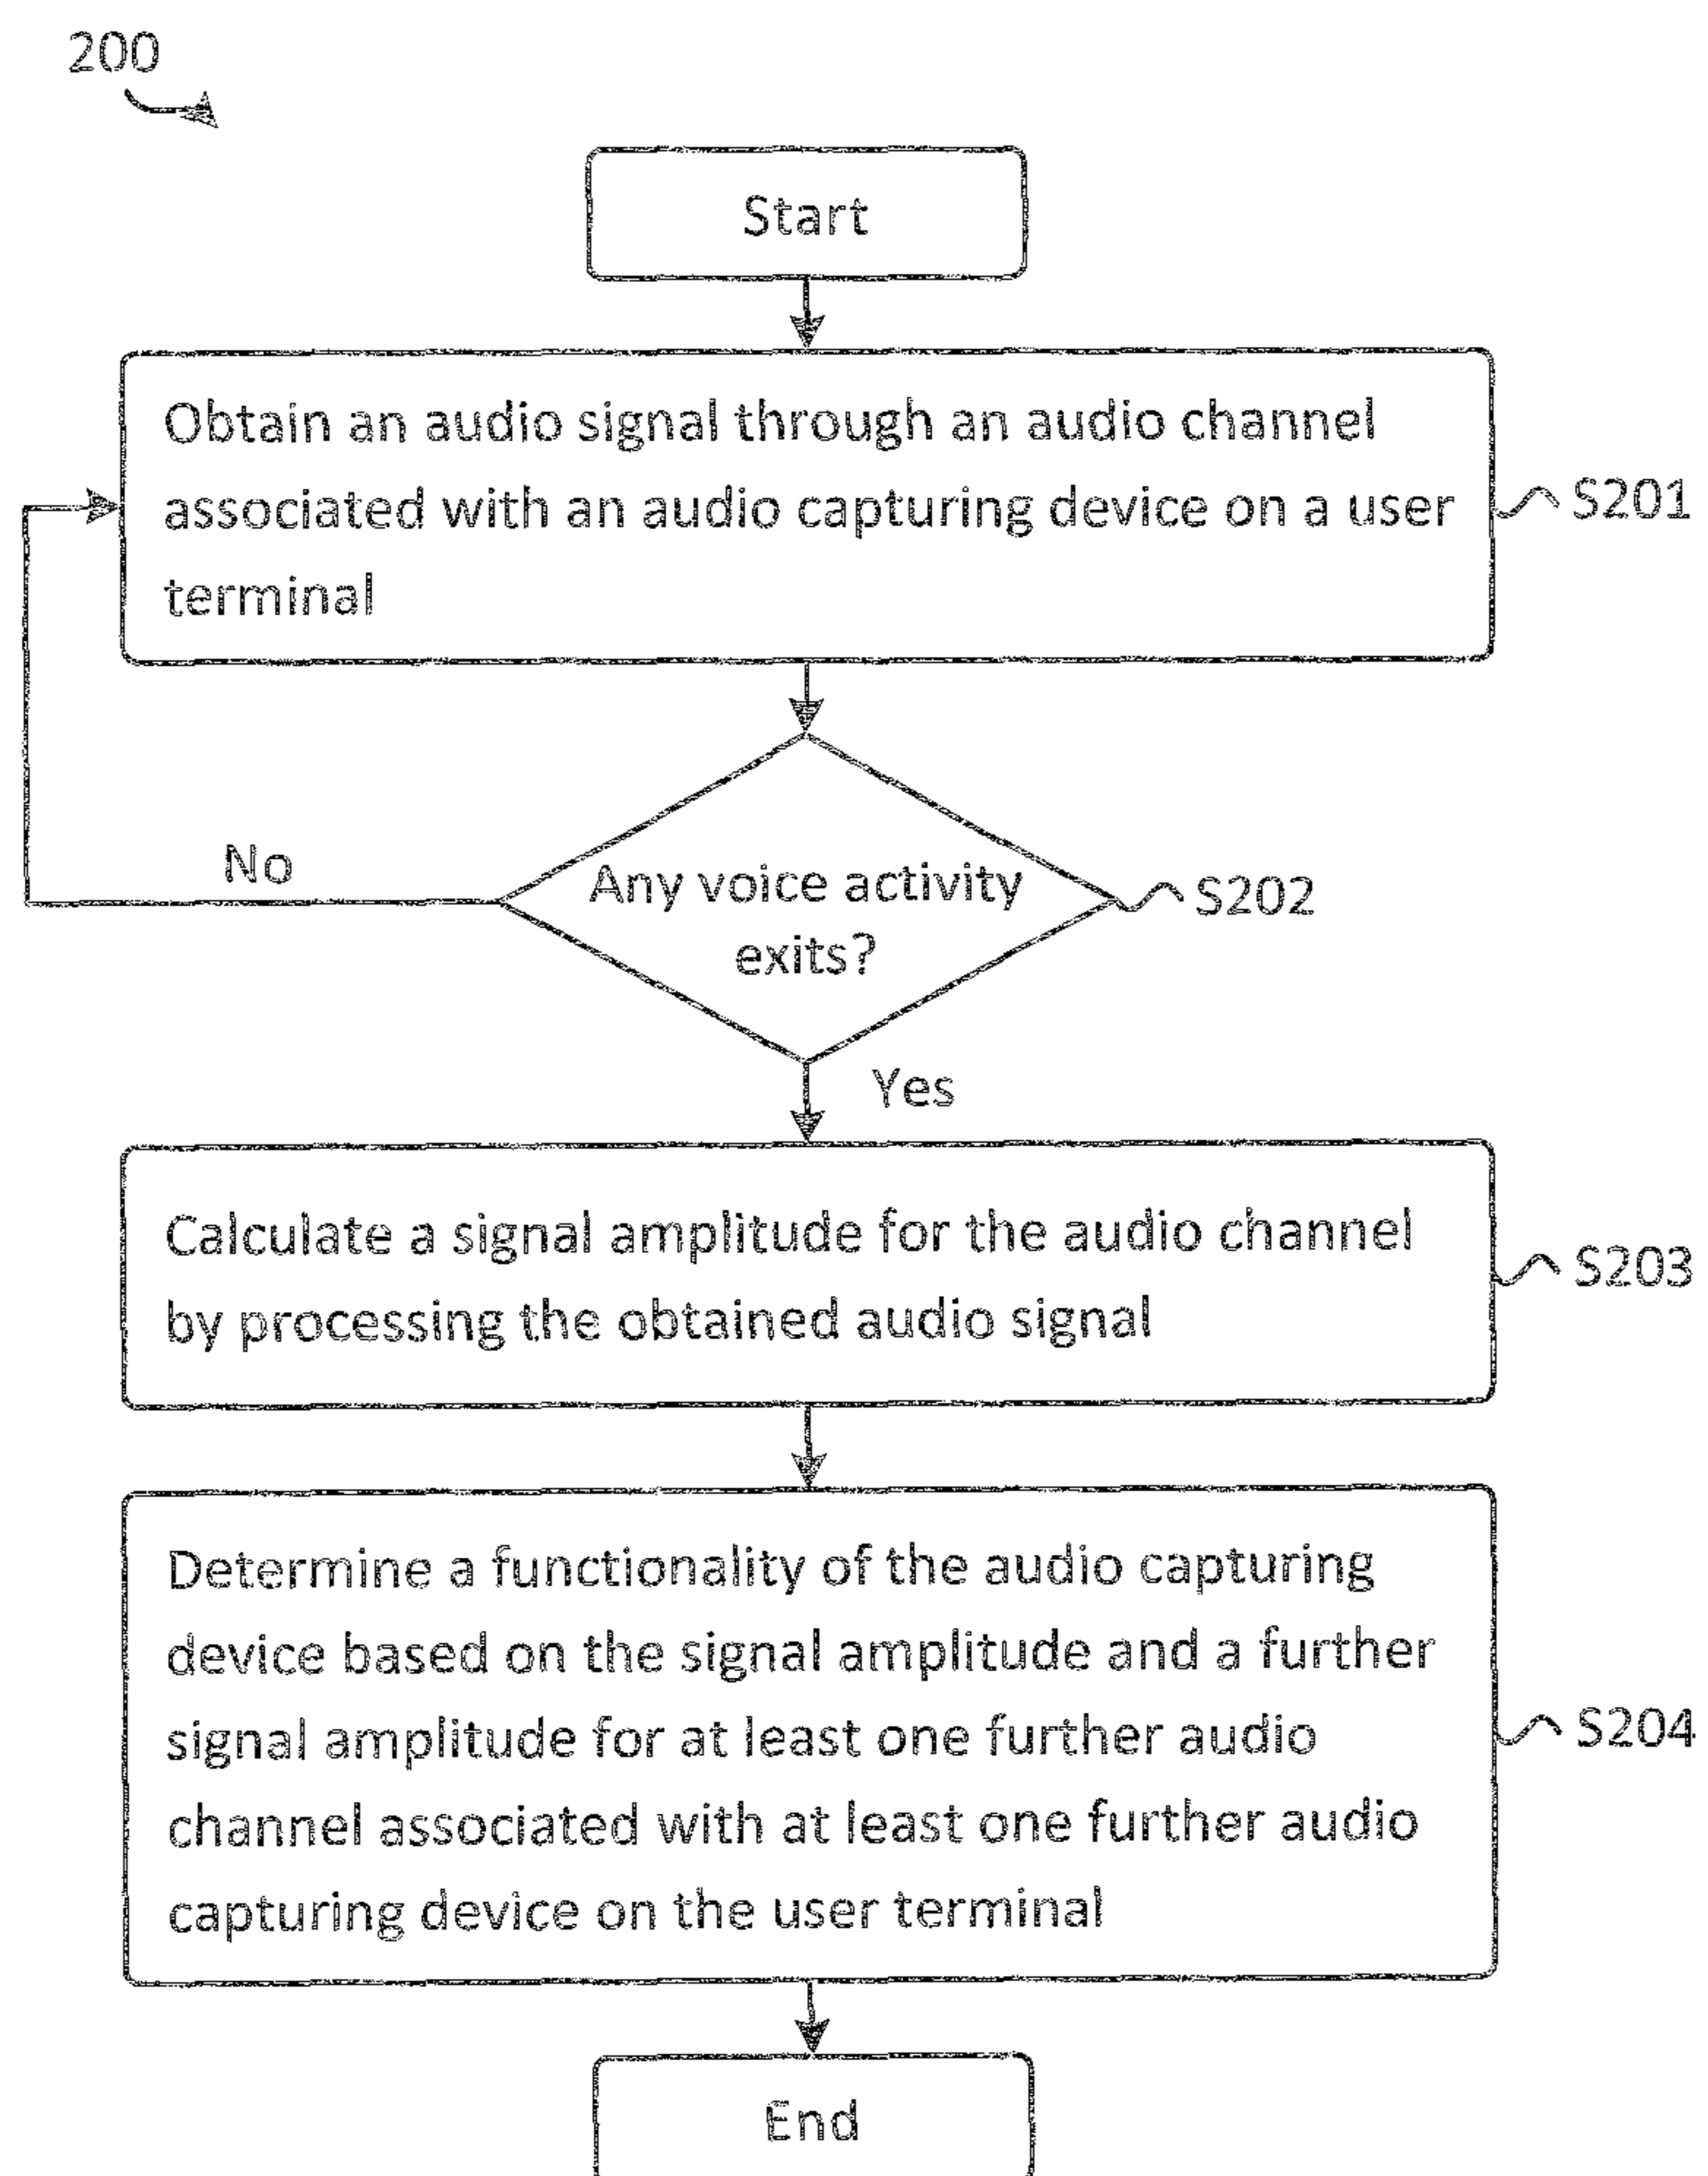 200
Start
Obtain an audio signal through an audio channel
associated with an audio capturing device on a user
terminal
S201
No
Any voice activity
exits?
S202
Yes
Calculate a signal amplitude for the audio channel
by processing the obtained audio signal
S203
Determine a functionality of the audio capturing
device based on the signal amplitude and a further
signal amplitude for at least one further audio
channel associated with at least one further audio
capturing device on the user terminal
S204
End